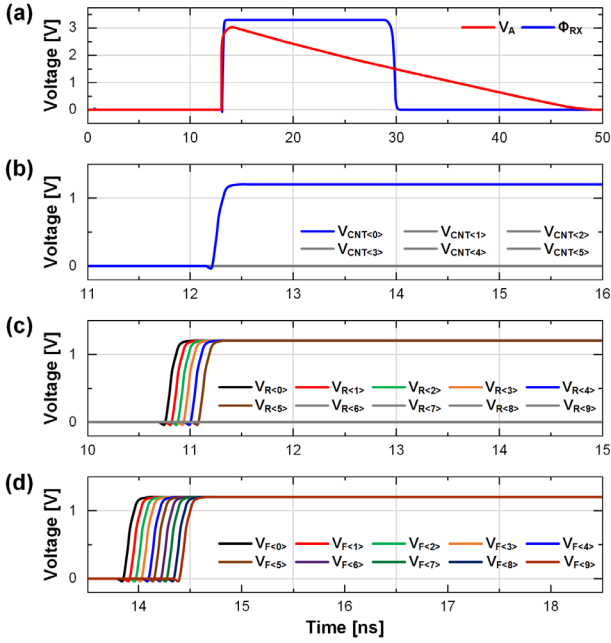 (a)
Voltage [V]
3
2
1
0
V_A Φ_RX
0 10 20 30 40 50
(b)
Voltage [V]
1
0
V_CNT<0> V_CNT<1> V_CNT<2>
V_CNT<3> V_CNT<4> V_CNT<5>
11 12 13 14 15 16
(c)
Voltage [V]
1
0
V_R<0> V_R<1> V_R<2> V_R<3> V_R<4>
V_R<5> V_R<6> V_R<7> V_R<8> V_R<9>
10 11 12 13 14 15
(d)
Voltage [V]
1
0
V_F<0> V_F<1> V_F<2> V_F<3> V_F<4>
V_F<5> V_F<6> V_F<7> V_F<8> V_F<9>
14 15 16 17 18
Time [ns]